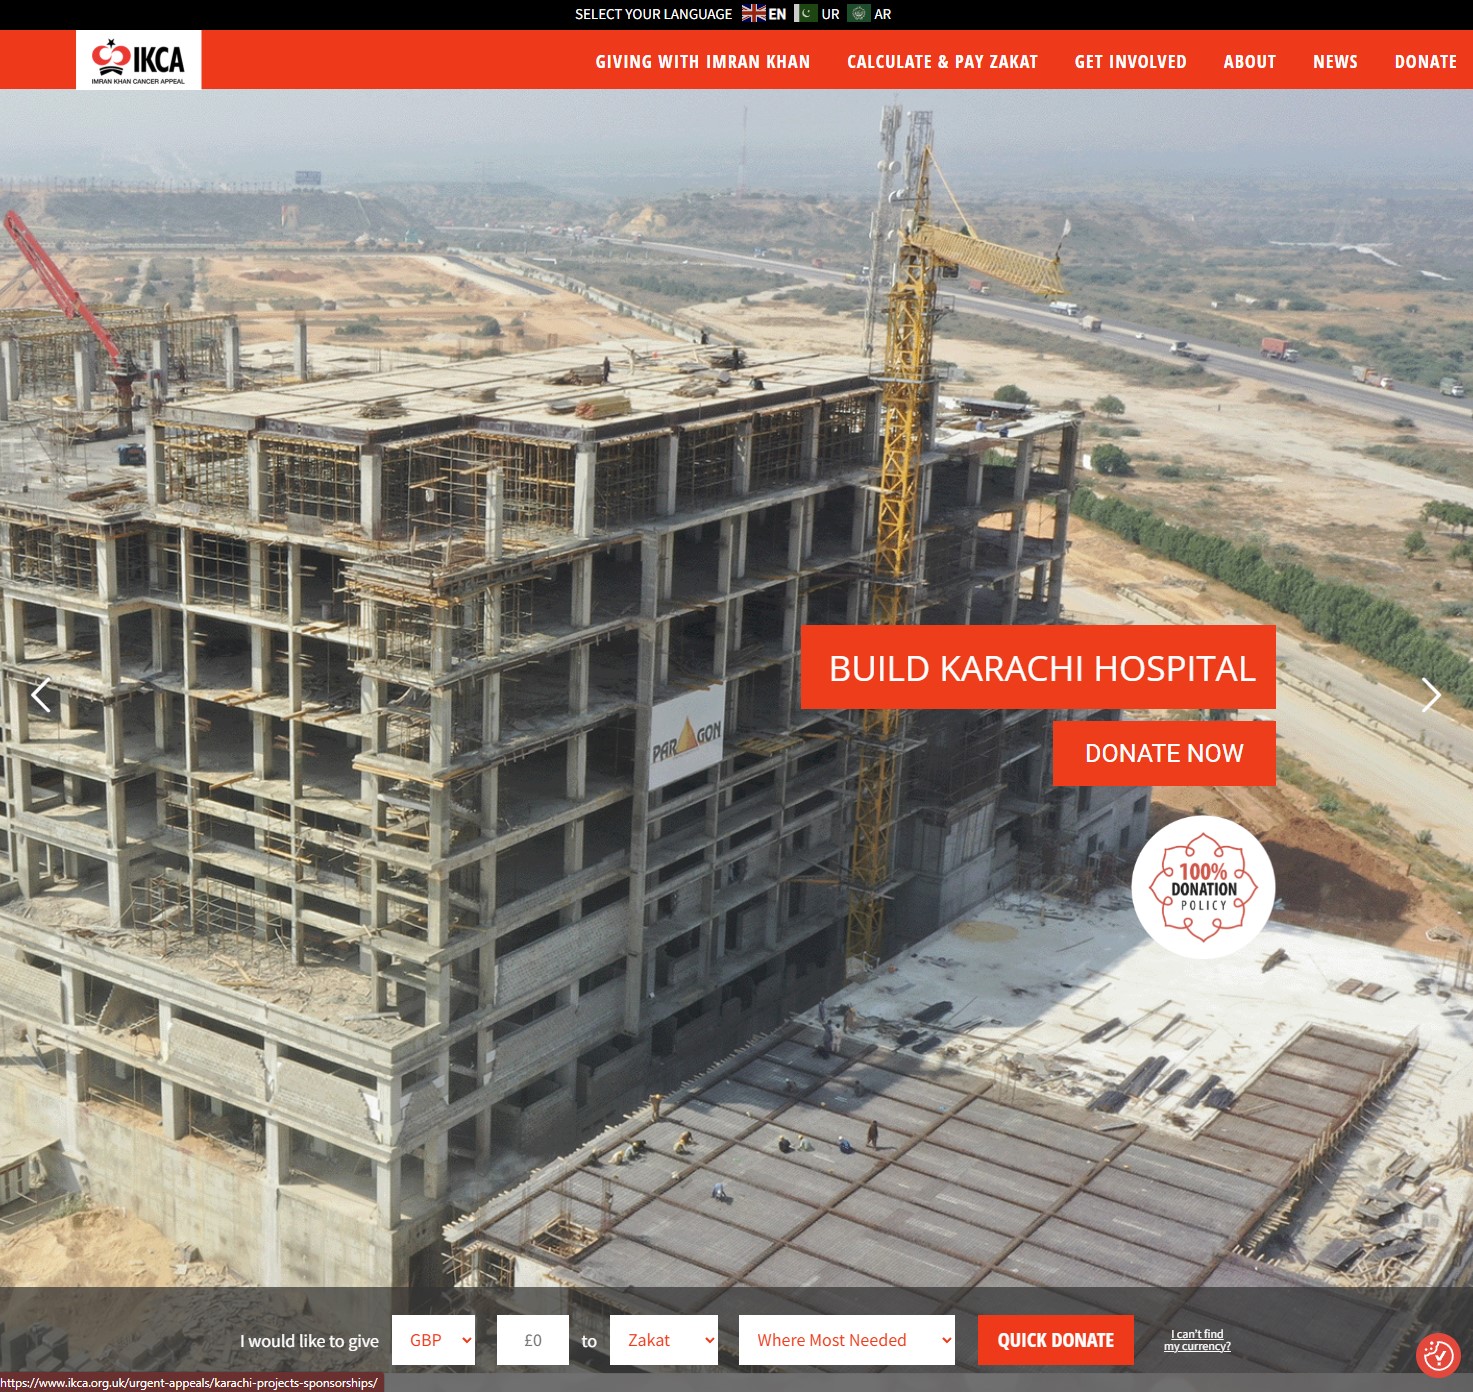 SELECT YOUR LANGUAGE EN UR AR
IKCA
IMRAN KHAN CANCER APPEAL
GIVING WITH IMRAN KHAN CALCULATE & PAY ZAKAT GET INVOLVED ABOUT NEWS DONATE
BUILD KARACHI HOSPITAL
PARAGON
DONATE NOW
100%
DONATION
POLICY
I would like to give GBP £0 to Zakat Where Most Needed QUICK DONATE
I can't find
my currency?
https://www.ikca.org.uk/urgent-appeals/karachi-projects-sponsorships/